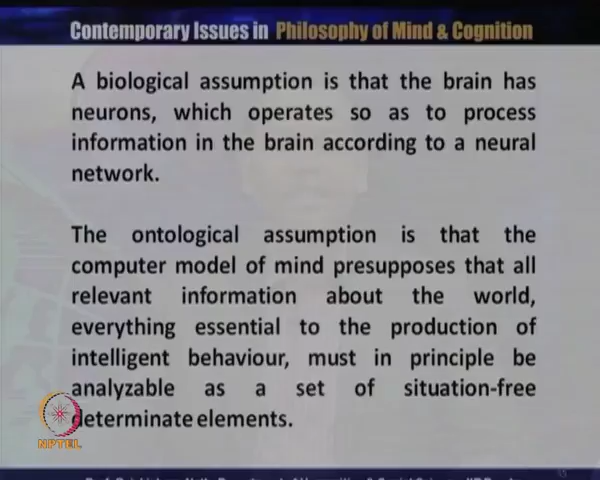 Contemporary Issues in Philosophy of Mind & Cognition
A biological assumption is that the brain has
neurons, which operates so as to process
information in the brain according to a neural
network.
The ontological assumption is that the
computer model of mind presupposes that all
relevant information about the world,
everything essential to the production of
intelligent behaviour, must in principle be
analyzable as a set of situation-free
determinate elements.
NPTEL